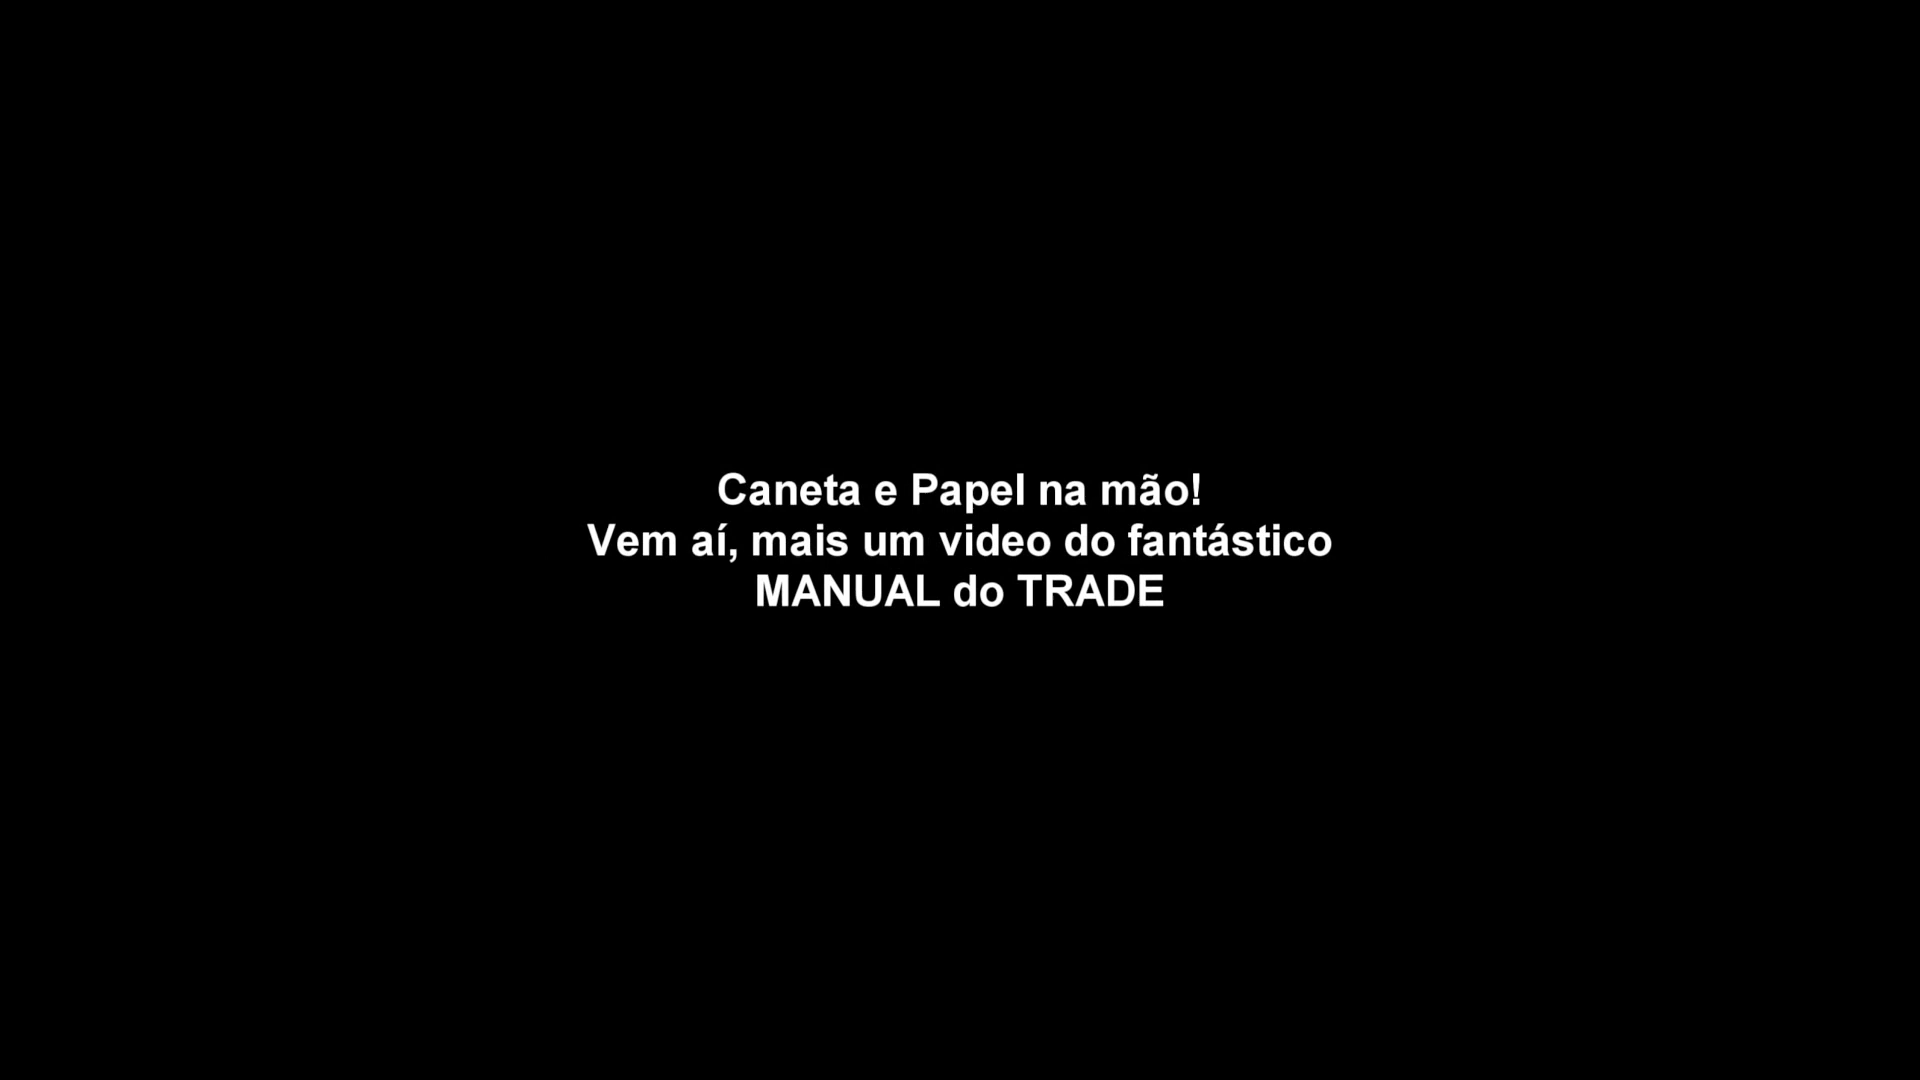 Caneta e Papel na mão!
Vem aí, mais um video do fantástico
MANUAL do TRADE